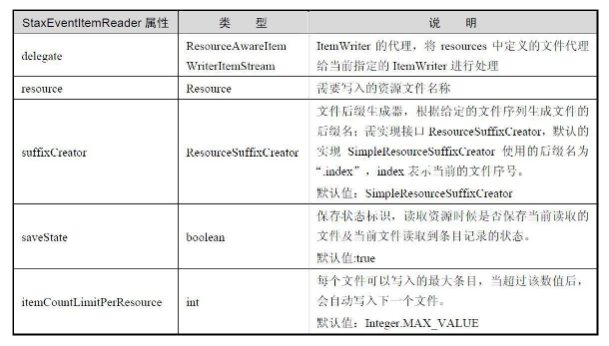 StaxEventItemReader 属性 类 型 说 明
delegate ResourceAwareItem ItemWriter 的代理，将 resources 中定义的文件代理
WriterItemStream 给当前指定的 ItemWriter 进行处理
resource Resource 需要写入的资源文件名称
文件后缀生成器，根据给定的文件序列生成文件的
后缀名；需实现接口 ResourceSuffixCreator，默认的
suffixCreator ResourceSuffixCreator 实现 SimpleResourceSuffixCreator 使用的后缀名为
“.index”，index 表示当前的文件序号。
默认值：SimpleResourceSuffixCreator
保存状态标识，读取资源时候是否保存当前读取的
saveState boolean 文件及当前文件读取到条目记录的状态。
默认值:true
每个文件可以写入的最大条目，当超过该数值后，
itemCountLimitPerResource int 会自动写入下一个文件。
默认值：Integer.MAX_VALUE